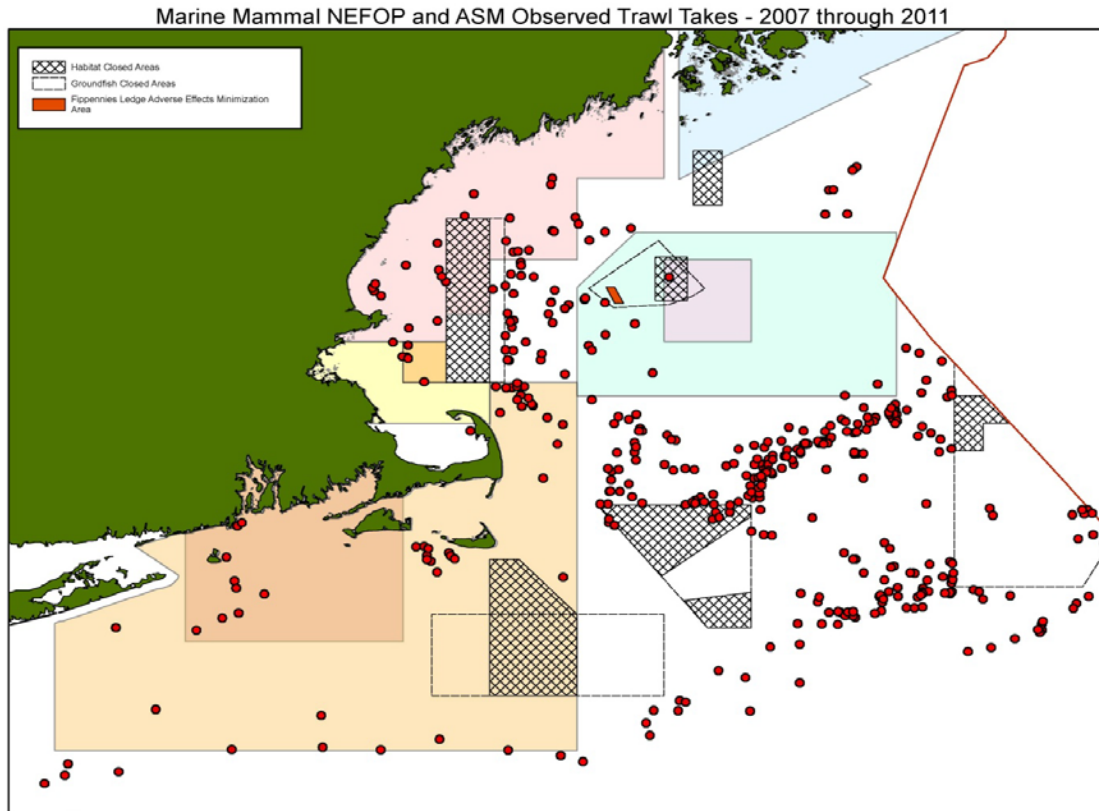 Marine Mammal NEFOP and ASM Observed Trawl Takes - 2007 through 2011
Habitat Closed Areas
Groundfish Closed Areas
Fippennies Ledge Adverse Effects Minimization
Area